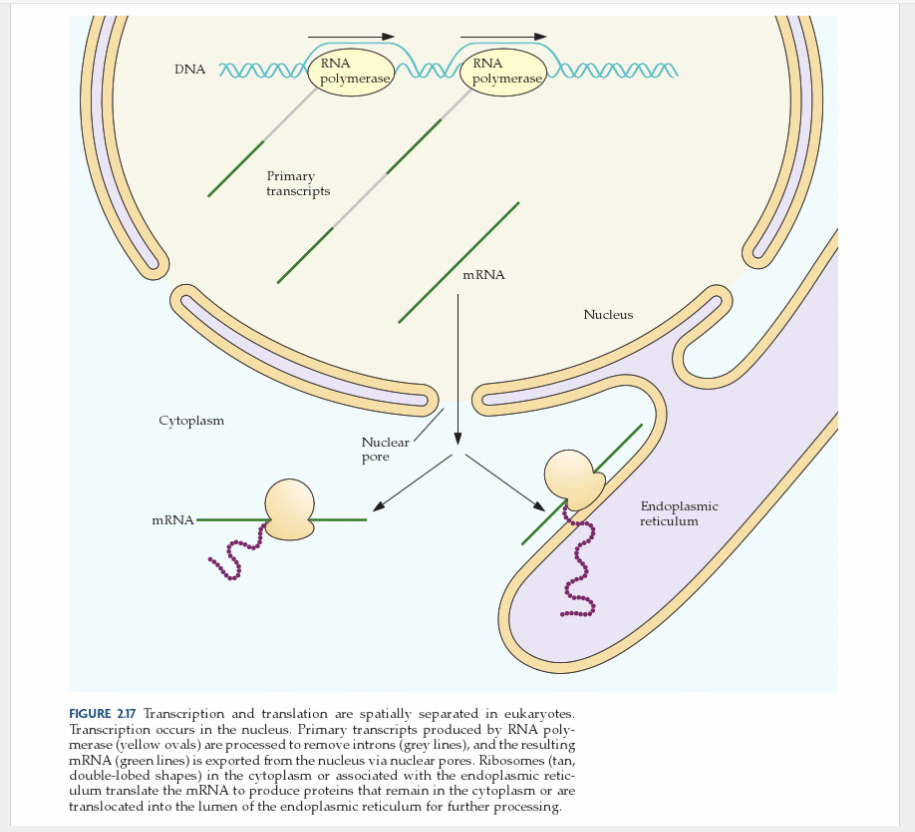 DNA
RNA
polymerase
RNA
polymerase
Primary
transcripts
mRNA
Nucleus
Cytoplasm
Nuclear
pore
mRNA
Endoplasmic
reticulum
FIGURE 2.17 Transcription and translation are spatially separated in eukaryotes.
Transcription occurs in the nucleus. Primary transcripts produced by RNA poly-
merase (yellow ovals) are processed to remove introns (grey lines), and the resulting
mRNA (green lines) is exported from the nucleus via nuclear pores. Ribosomes (tan,
double-lobed shapes) in the cytoplasm or associated with the endoplasmic retic-
ulum translate the mRNA to produce proteins that remain in the cytoplasm or are
translocated into the lumen of the endoplasmic reticulum for further processing.